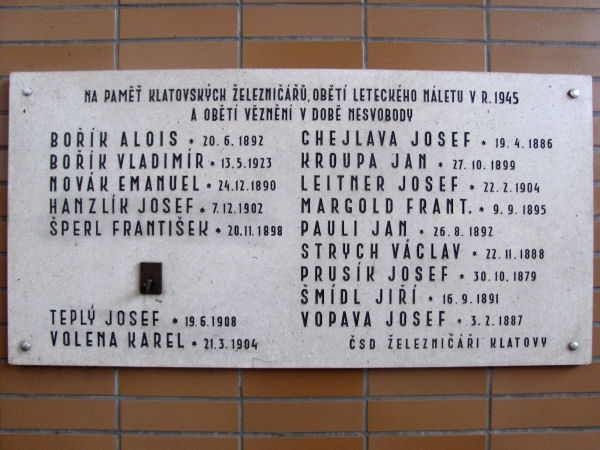 NA PAMĚŤ KLATOVSKÝCH ŽELEZNIČÁŘŮ, OBĚTÍ LETECKÉHO NÁLETU V R. 1945
A OBĚTÍ VĚZNĚNÍ V DOBĚ NESVOBODY
BOŘÍK ALOIS * 20. 6. 1892
BOŘÍK VLADIMÍR * 13.5.1923
NOVÁK EMANUEL * 24.12.1890
HANZLÍK JOSEF * 7.12.1902
ŠPERL FRANTIŠEK * 20.11.1898
TEPLÝ JOSEF * 19.6.1908
VOLENA KAREL * 21.3.1904
CHEJLAVA JOSEF * 19. 4. 1886
KROUPA JAN * 27. 10. 1899
LEITNER JOSEF * 22. 2. 1904
MARGOLD FRANT. * 9. 9. 1895
PAULI JAN * 26. 8. 1892
STRYCH VÁCLAV * 22. 11. 1888
PRUSÍK JOSEF * 30. 10. 1879
ŠMÍDL JIŘÍ * 16. 9. 1891
VOPAVA JOSEF * 3. 2. 1887
ČSD ŽELEZNIČÁŘI KLATOVY